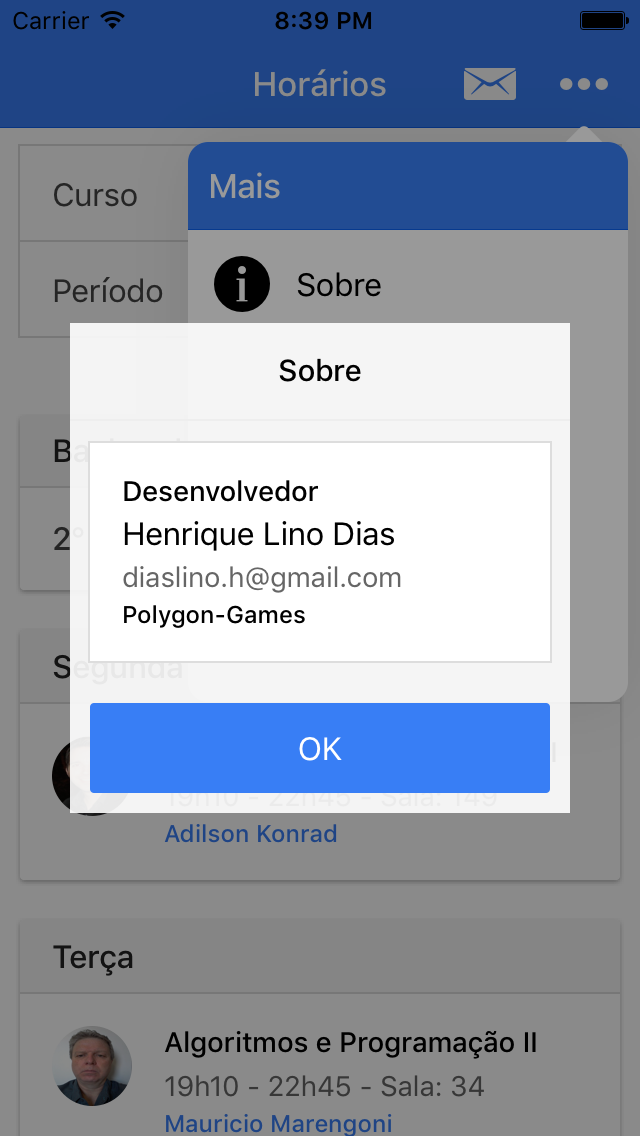 Carrier
8:39 PM
Horários
Curso
Mais
Período
Sobre
Sobre
Desenvolvedor
Henrique Lino Dias
diaslino.h@gmail.com
Polygon-Games
2°
Segunda
OK
19h10 - 22h45 - Sala: 149
Adilson Konrad
Terça
Algoritmos e Programação II
19h10 - 22h45 - Sala: 34
Mauricio Marengoni